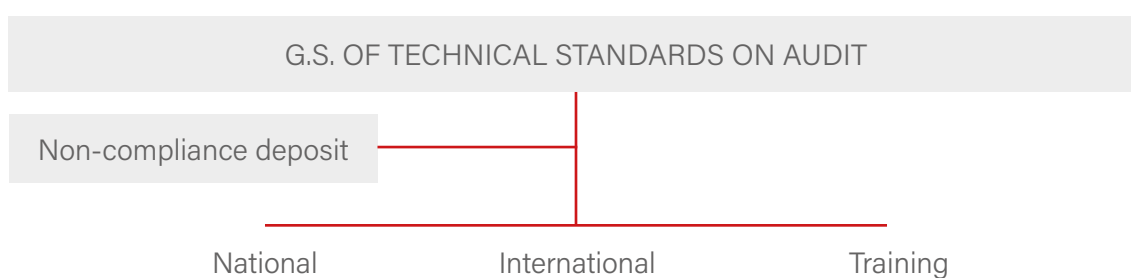 G.S. OF TECHNICAL STANDARDS ON AUDIT
Non-compliance deposit
National International Training